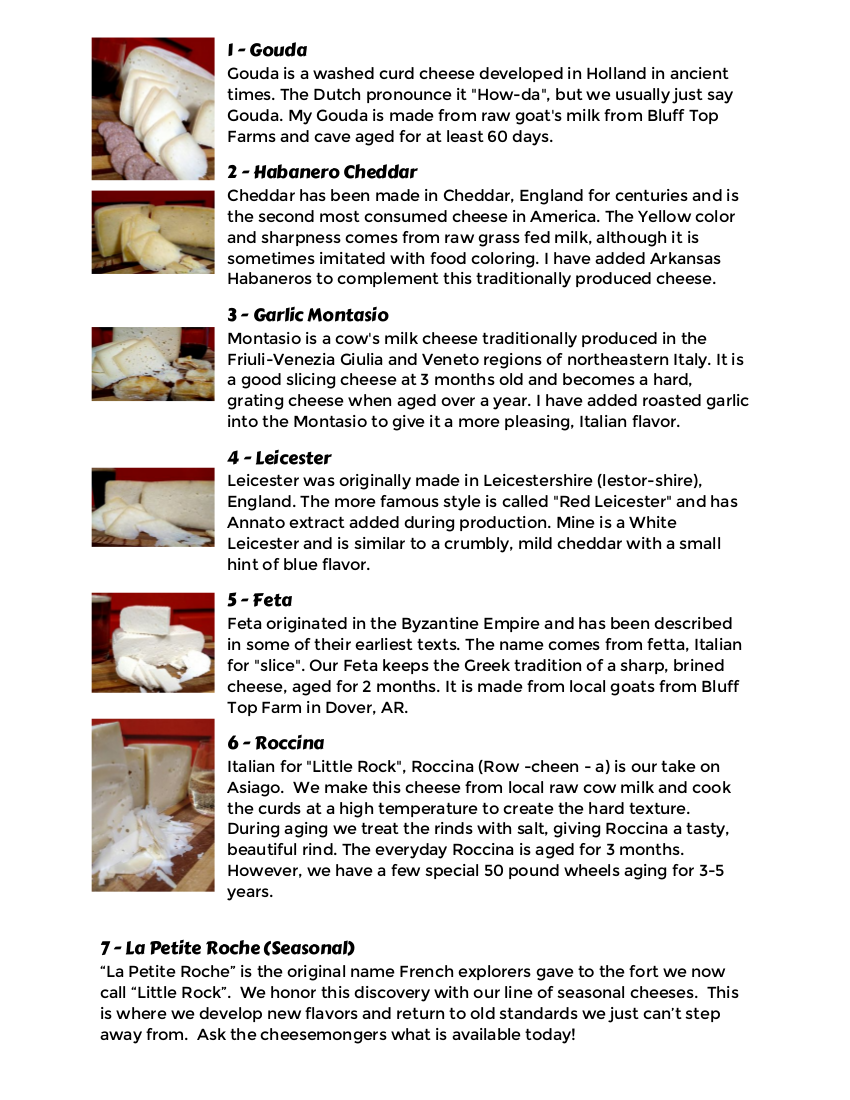 1 - Gouda
Gouda is a washed curd cheese developed in Holland in ancient
times. The Dutch pronounce it "How-da", but we usually just say
Gouda. My Gouda is made from raw goat's milk from Bluff Top
Farms and cave aged for at least 60 days.
2 - Habanero Cheddar
Cheddar has been made in Cheddar, England for centuries and is
the second most consumed cheese in America. The Yellow color
and sharpness comes from raw grass fed milk, although it is
sometimes imitated with food coloring. I have added Arkansas
Habaneros to complement this traditionally produced cheese.
3 - Garlic Montasio
Montasio is a cow's milk cheese traditionally produced in the
Friuli-Venezia Giulia and Veneto regions of northeastern Italy. It is
a good slicing cheese at 3 months old and becomes a hard,
grating cheese when aged over a year. I have added roasted garlic
into the Montasio to give it a more pleasing, Italian flavor.
4 - Leicester
Leicester was originally made in Leicestershire (lestor-shire),
England. The more famous style is called "Red Leicester" and has
Annato extract added during production. Mine is a White
Leicester and is similar to a crumbly, mild cheddar with a small
hint of blue flavor.
5 - Feta
Feta originated in the Byzantine Empire and has been described
in some of their earliest texts. The name comes from fetta, Italian
for "slice". Our Feta keeps the Greek tradition of a sharp, brined
cheese, aged for 2 months. It is made from local goats from Bluff
Top Farm in Dover, AR.
6 - Roccina
Italian for "Little Rock", Roccina (Row -cheen - a) is our take on
Asiago.  We make this cheese from local raw cow milk and cook
the curds at a high temperature to create the hard texture.
During aging we treat the rinds with salt, giving Roccina a tasty,
beautiful rind. The everyday Roccina is aged for 3 months.
However, we have a few special 50 pound wheels aging for 3-5
years.
7 - La Petite Roche (Seasonal)
“La Petite Roche” is the original name French explorers gave to the fort we now
call “Little Rock”.  We honor this discovery with our line of seasonal cheeses.  This
is where we develop new flavors and return to old standards we just can’t step
away from.  Ask the cheesemongers what is available today!